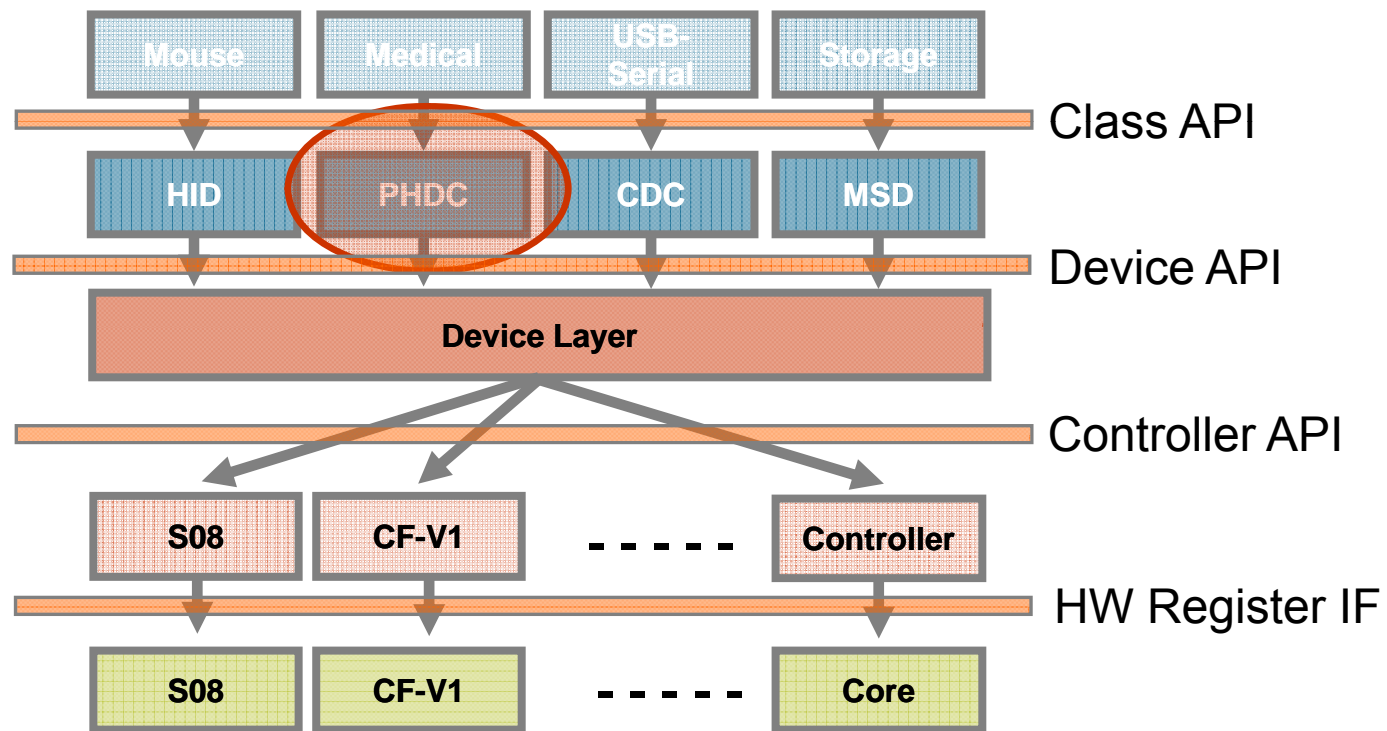 Mouse
Medical
USB-
Serial
Storage
Class API
HID
PHDC
CDC
MSD
Device API
Device Layer
Controller API
S08
CF-V1
Controller
HW Register IF
S08
CF-V1
Core